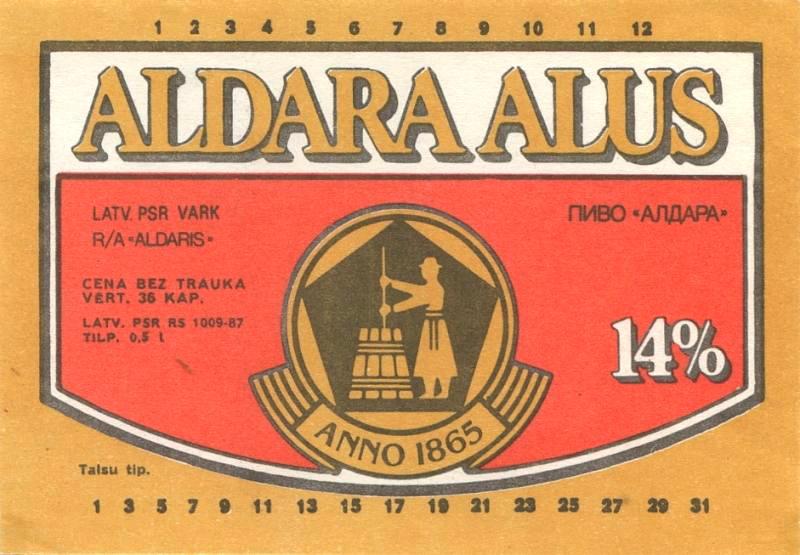 1 2 3 4 5 6 7 8 9 10 11 12
ALDARA ALUS
LATV. PSR VARK
R/A «ALDARIS»
ПИВО «АЛДАРА»
CENA BEZ TRAUKA
VĒRT. 36 KAP.
LATV. PSR RS 1009-87
TILP. 0,5 l
14%
ANNO 1865
Talsu tip.
1 3 5 7 9 11 13 15 17 19 21 23 25 27 29 31